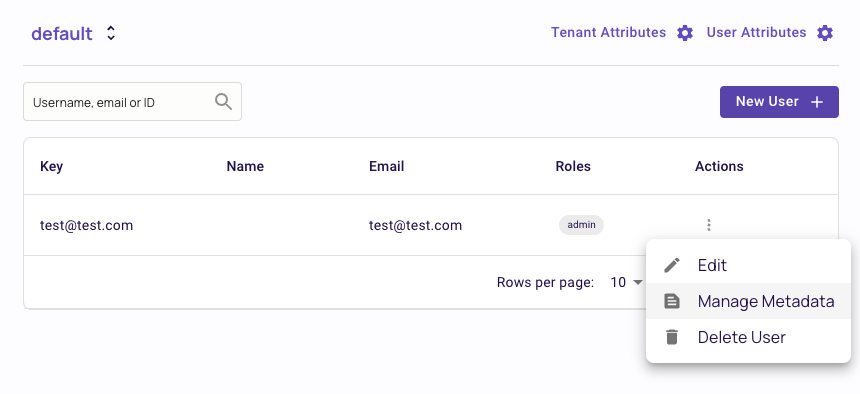 default
Tenant Attributes
User Attributes
Username, email or ID
New User
Key Name Email Roles Actions
test@test.com test@test.com admin
Rows per page: 10
Edit
Manage Metadata
Delete User